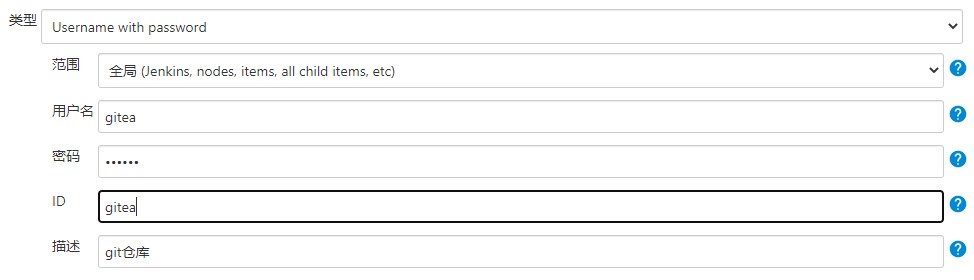 类型 Username with password
范围 全局 (Jenkins, nodes, items, all child items, etc) ?
用户名 gitea ?
密码 •••••• ?
ID gitea ?
描述 git仓库 ?